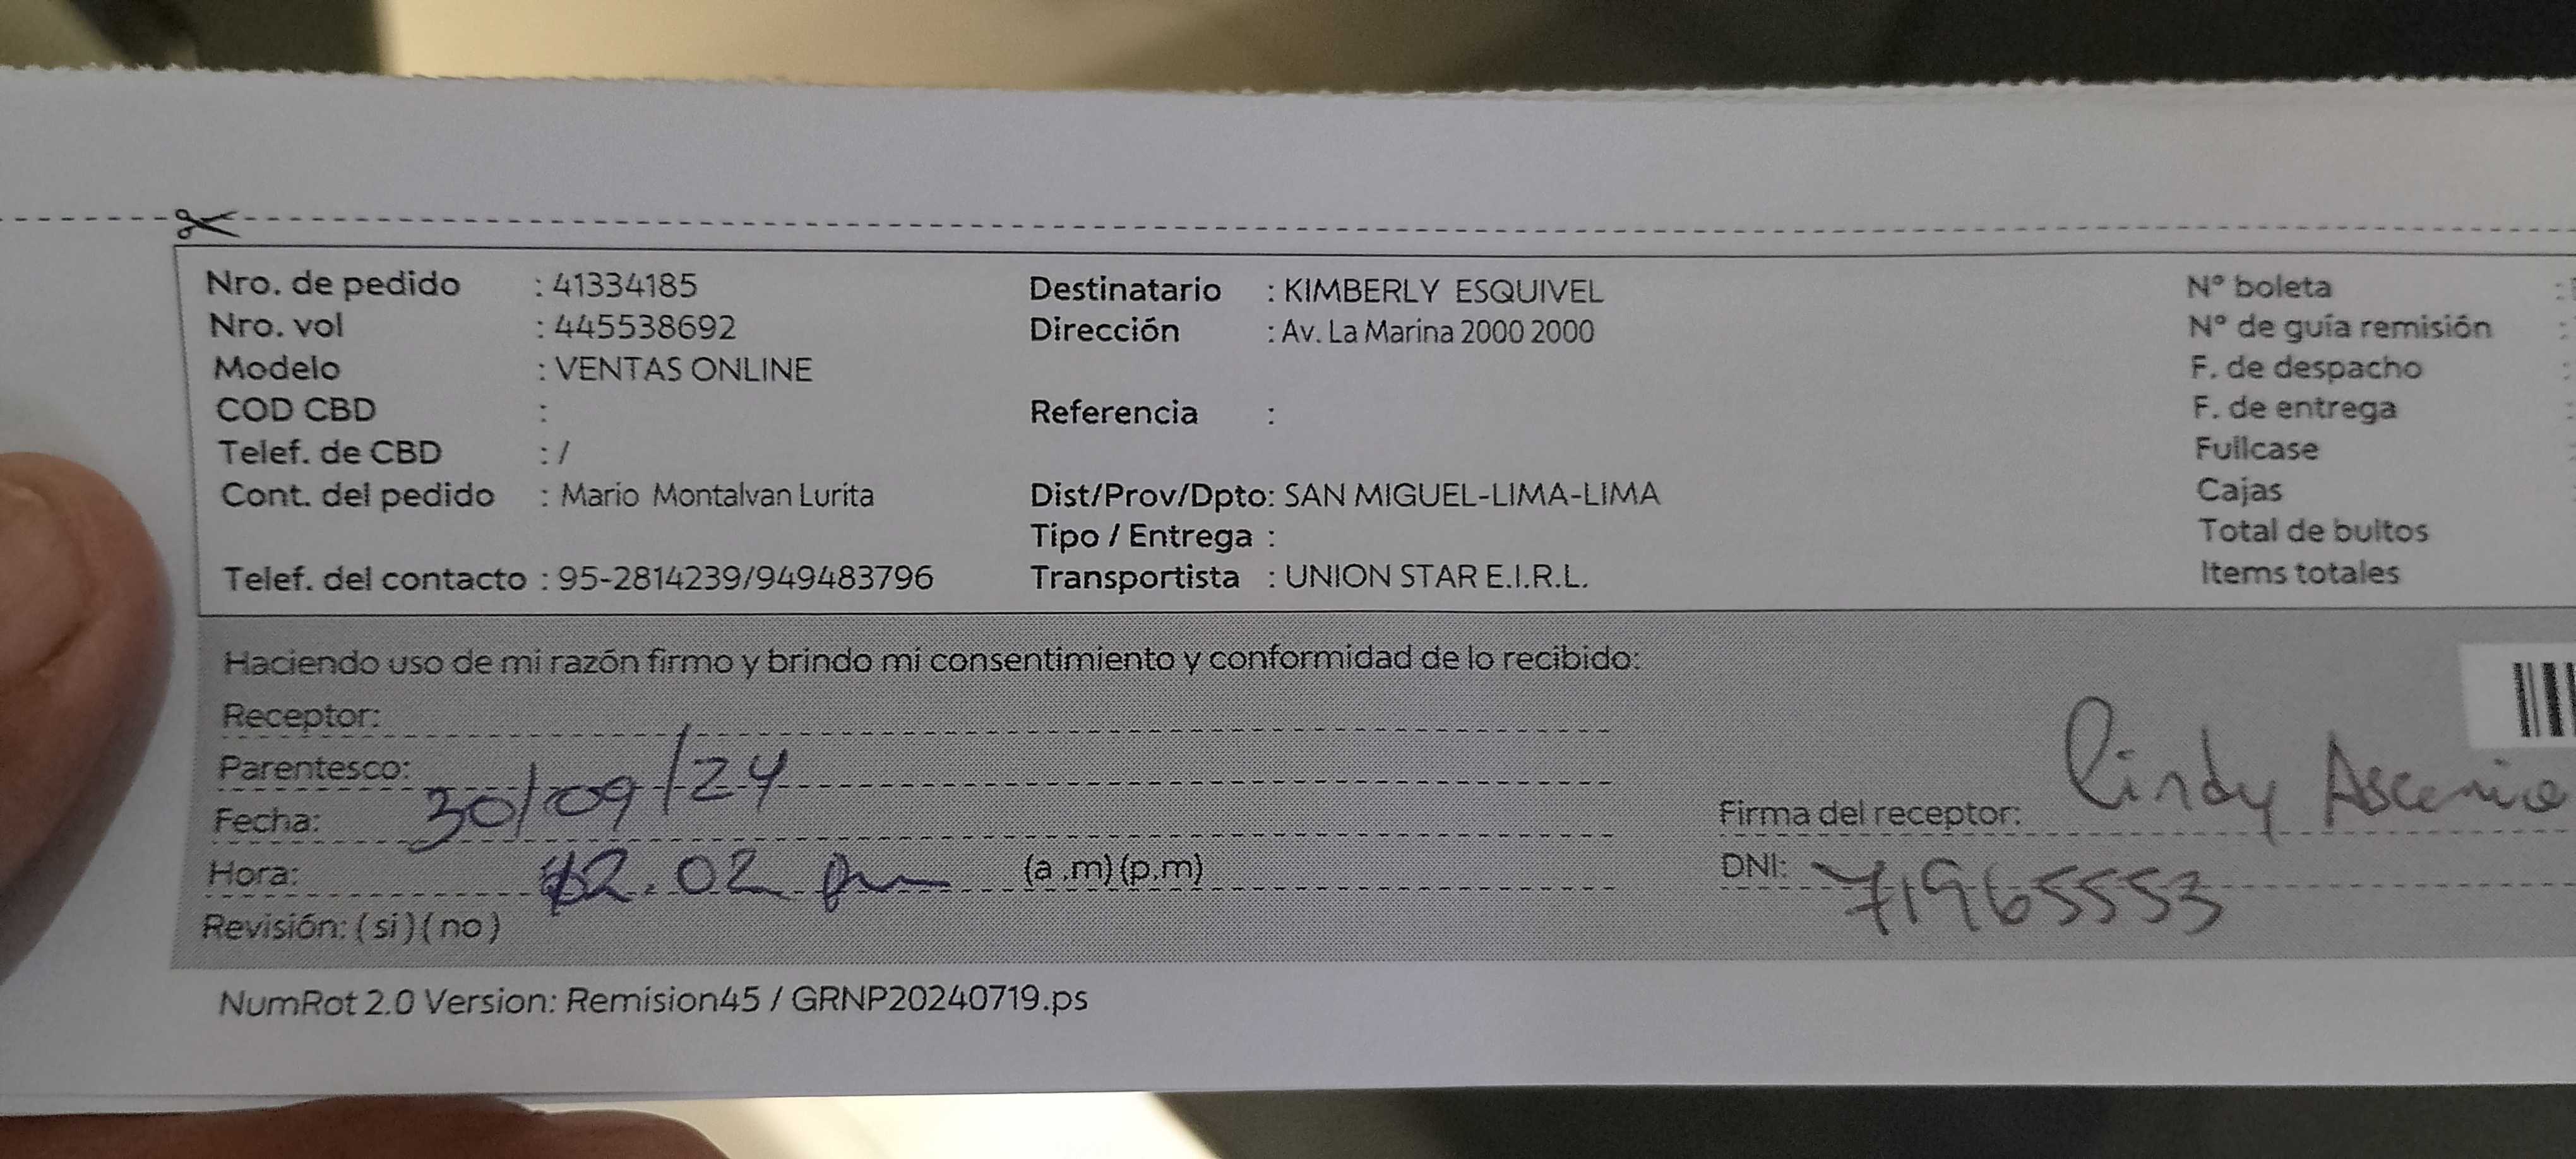 Nro. de pedido : 41334185
Nro. vol : 445538692
Modelo : VENTAS ONLINE
COD CBD :
Telef. de CBD : /
Cont. del pedido : Mario Montalvan Lurita
Telef. del contacto : 95-2814239/949483796
Destinatario : KIMBERLY ESQUIVEL
Dirección : Av. La Marina 2000 2000
Referencia :
Dist/Prov/Dpto: SAN MIGUEL-LIMA-LIMA
Tipo / Entrega :
Transportista : UNION STAR E.I.R.L.
N° boleta :
N° de guía remisión :
F. de despacho :
F. de entrega :
Fullcase :
Cajas
Total de bultos
Items totales
Haciendo uso de mi razón firmo y brindo mi consentimiento y conformidad de lo recibido:
Receptor:
Parentesco:
Fecha: 30/09/24
Hora: 12.02 pm (a .m) (p.m)
Revisión: ( si ) ( no )
Firma del receptor: Cindy Ascenio
DNI: 71965553
NumRot 2.0 Version: Remision45 / GRNP20240719.ps